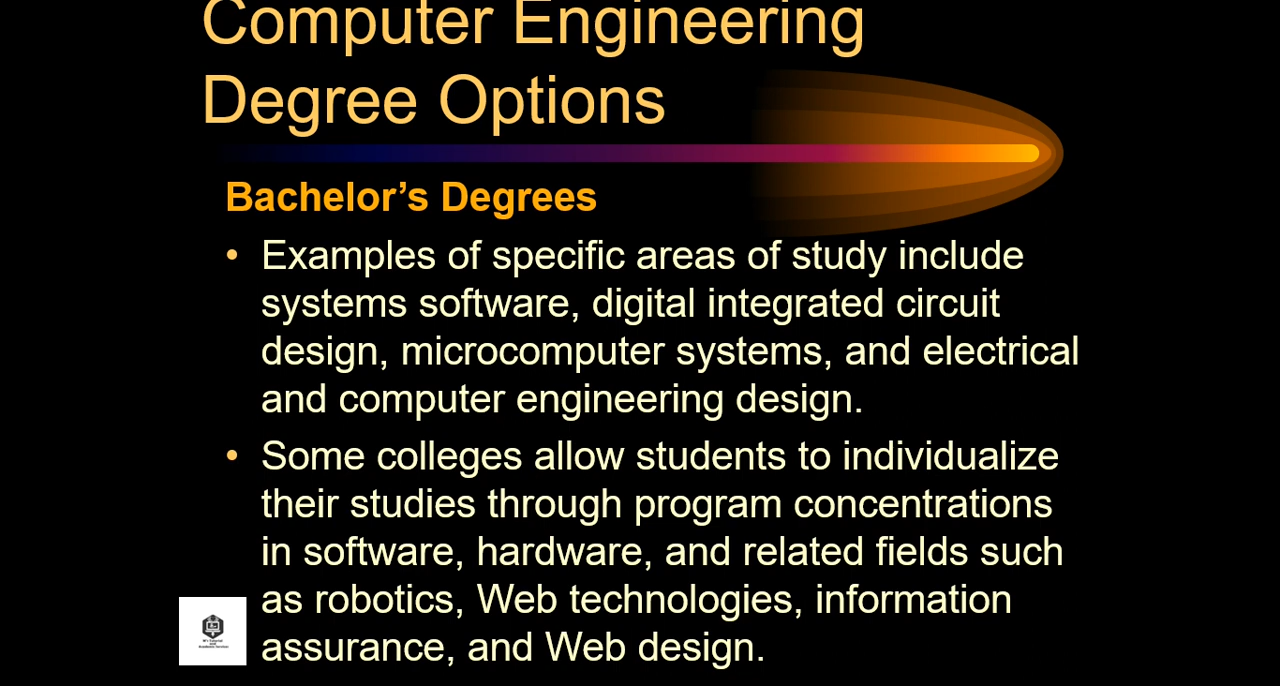 Computer Engineering
Degree Options
Bachelor’s Degrees
• Examples of specific areas of study include
systems software, digital integrated circuit
design, microcomputer systems, and electrical
and computer engineering design.
• Some colleges allow students to individualize
their studies through program concentrations
in software, hardware, and related fields such
as robotics, Web technologies, information
assurance, and Web design.